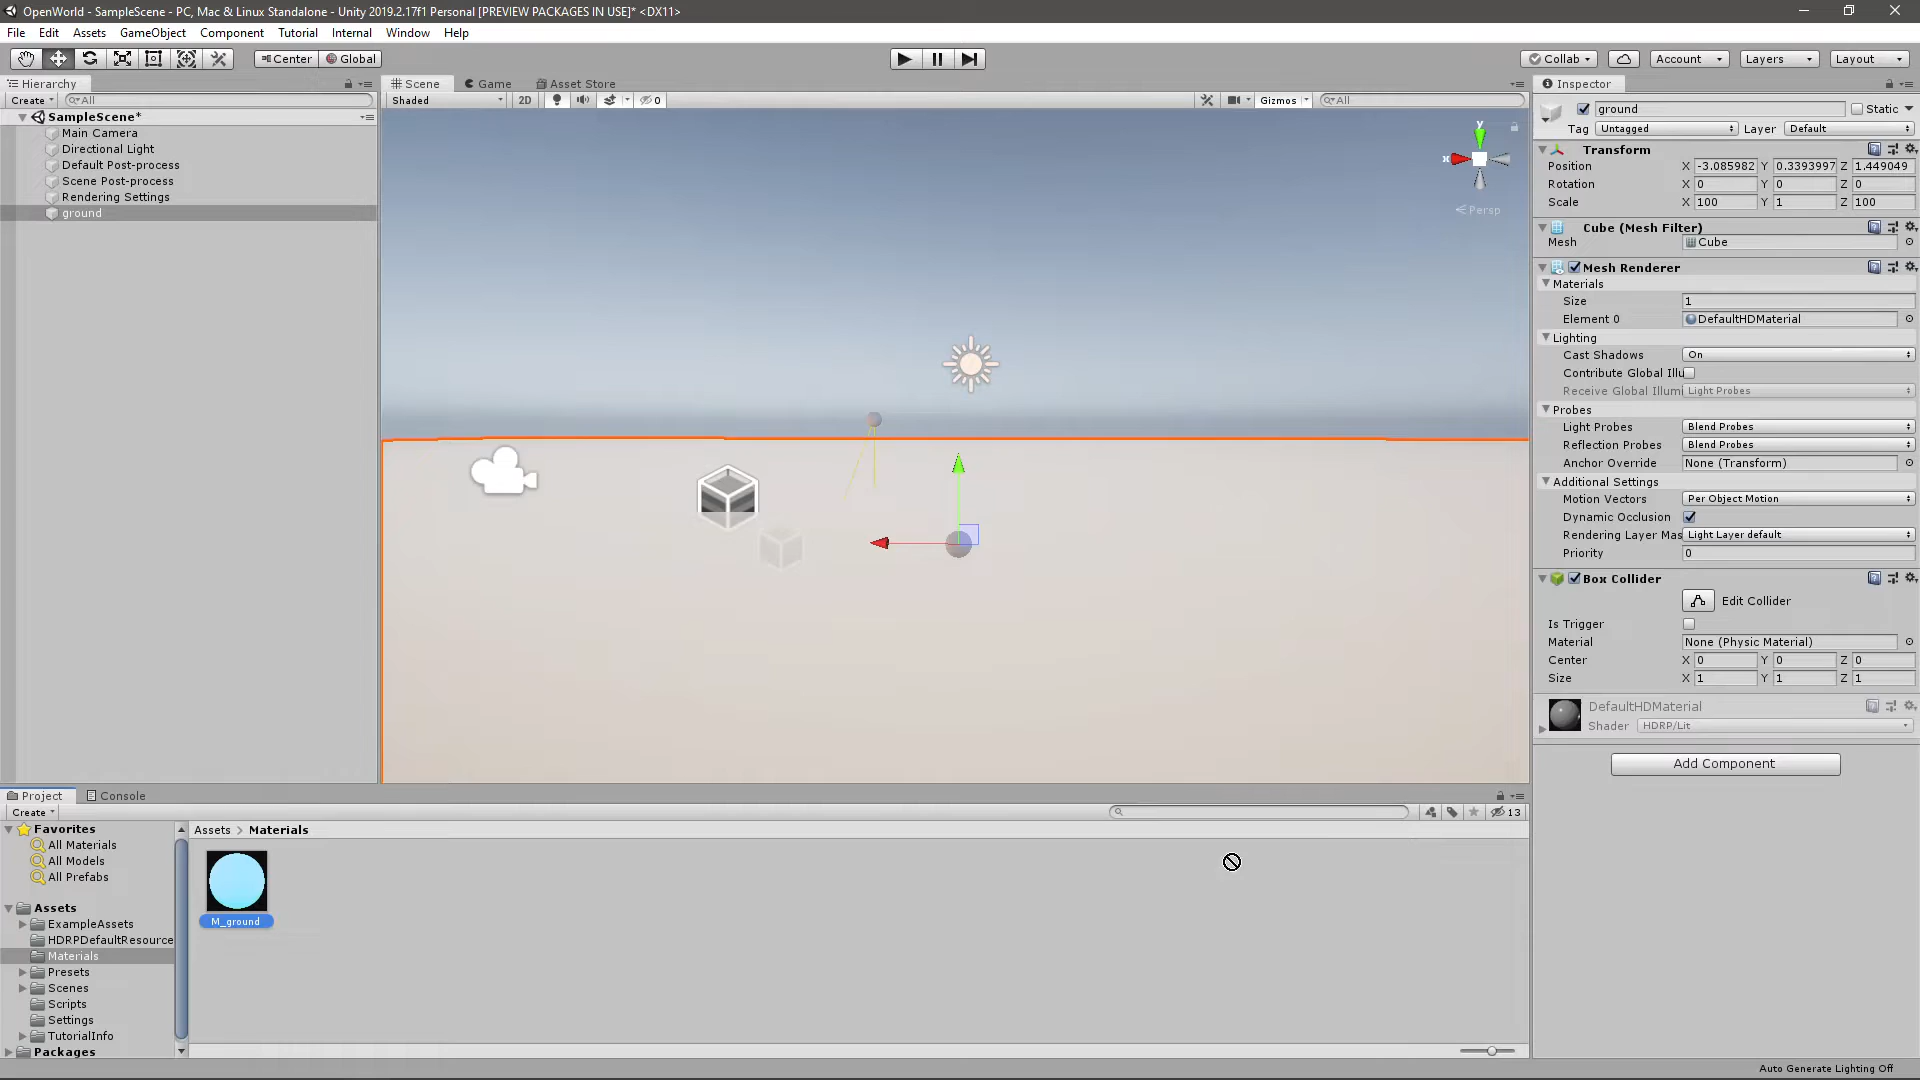 OpenWorld - SampleScene - PC, Mac & Linux Standalone - Unity 2019.2.17f1 Personal [PREVIEW PACKAGES IN USE]* <DX11>
File Edit Assets GameObject Component Tutorial Internal Window Help
Center Global
Collab Account Layers Layout
Hierarchy
Create All
SampleScene*
Main Camera
Directional Light
Default Post-process
Scene Post-process
Rendering Settings
ground
Scene Game Asset Store
Shaded 2D 0 Gizmos All
y
x
Persp
Inspector
ground Static
Tag Untagged Layer Default
Transform
Position X -3.085982 Y 0.3393997 Z 1.449049
Rotation X 0 Y 0 Z 0
Scale X 100 Y 1 Z 100
Cube (Mesh Filter)
Mesh Cube
Mesh Renderer
Materials
Size 1
Element 0 DefaultHDMaterial
Lighting
Cast Shadows On
Contribute Global Illu
Receive Global Illumi Light Probes
Probes
Light Probes Blend Probes
Reflection Probes Blend Probes
Anchor Override None (Transform)
Additional Settings
Motion Vectors Per Object Motion
Dynamic Occlusion
Rendering Layer Mas Light Layer default
Priority 0
Box Collider
Edit Collider
Is Trigger
Material None (Physic Material)
Center X 0 Y 0 Z 0
Size X 1 Y 1 Z 1
DefaultHDMaterial
Shader HDRP/Lit
Add Component
Project Console
Create 13
Favorites
All Materials
All Models
All Prefabs
Assets
ExampleAssets
HDRPDefaultResource
Materials
Presets
Scenes
Scripts
Settings
TutorialInfo
Packages
Assets > Materials
M_ground
Auto Generate Lighting Off